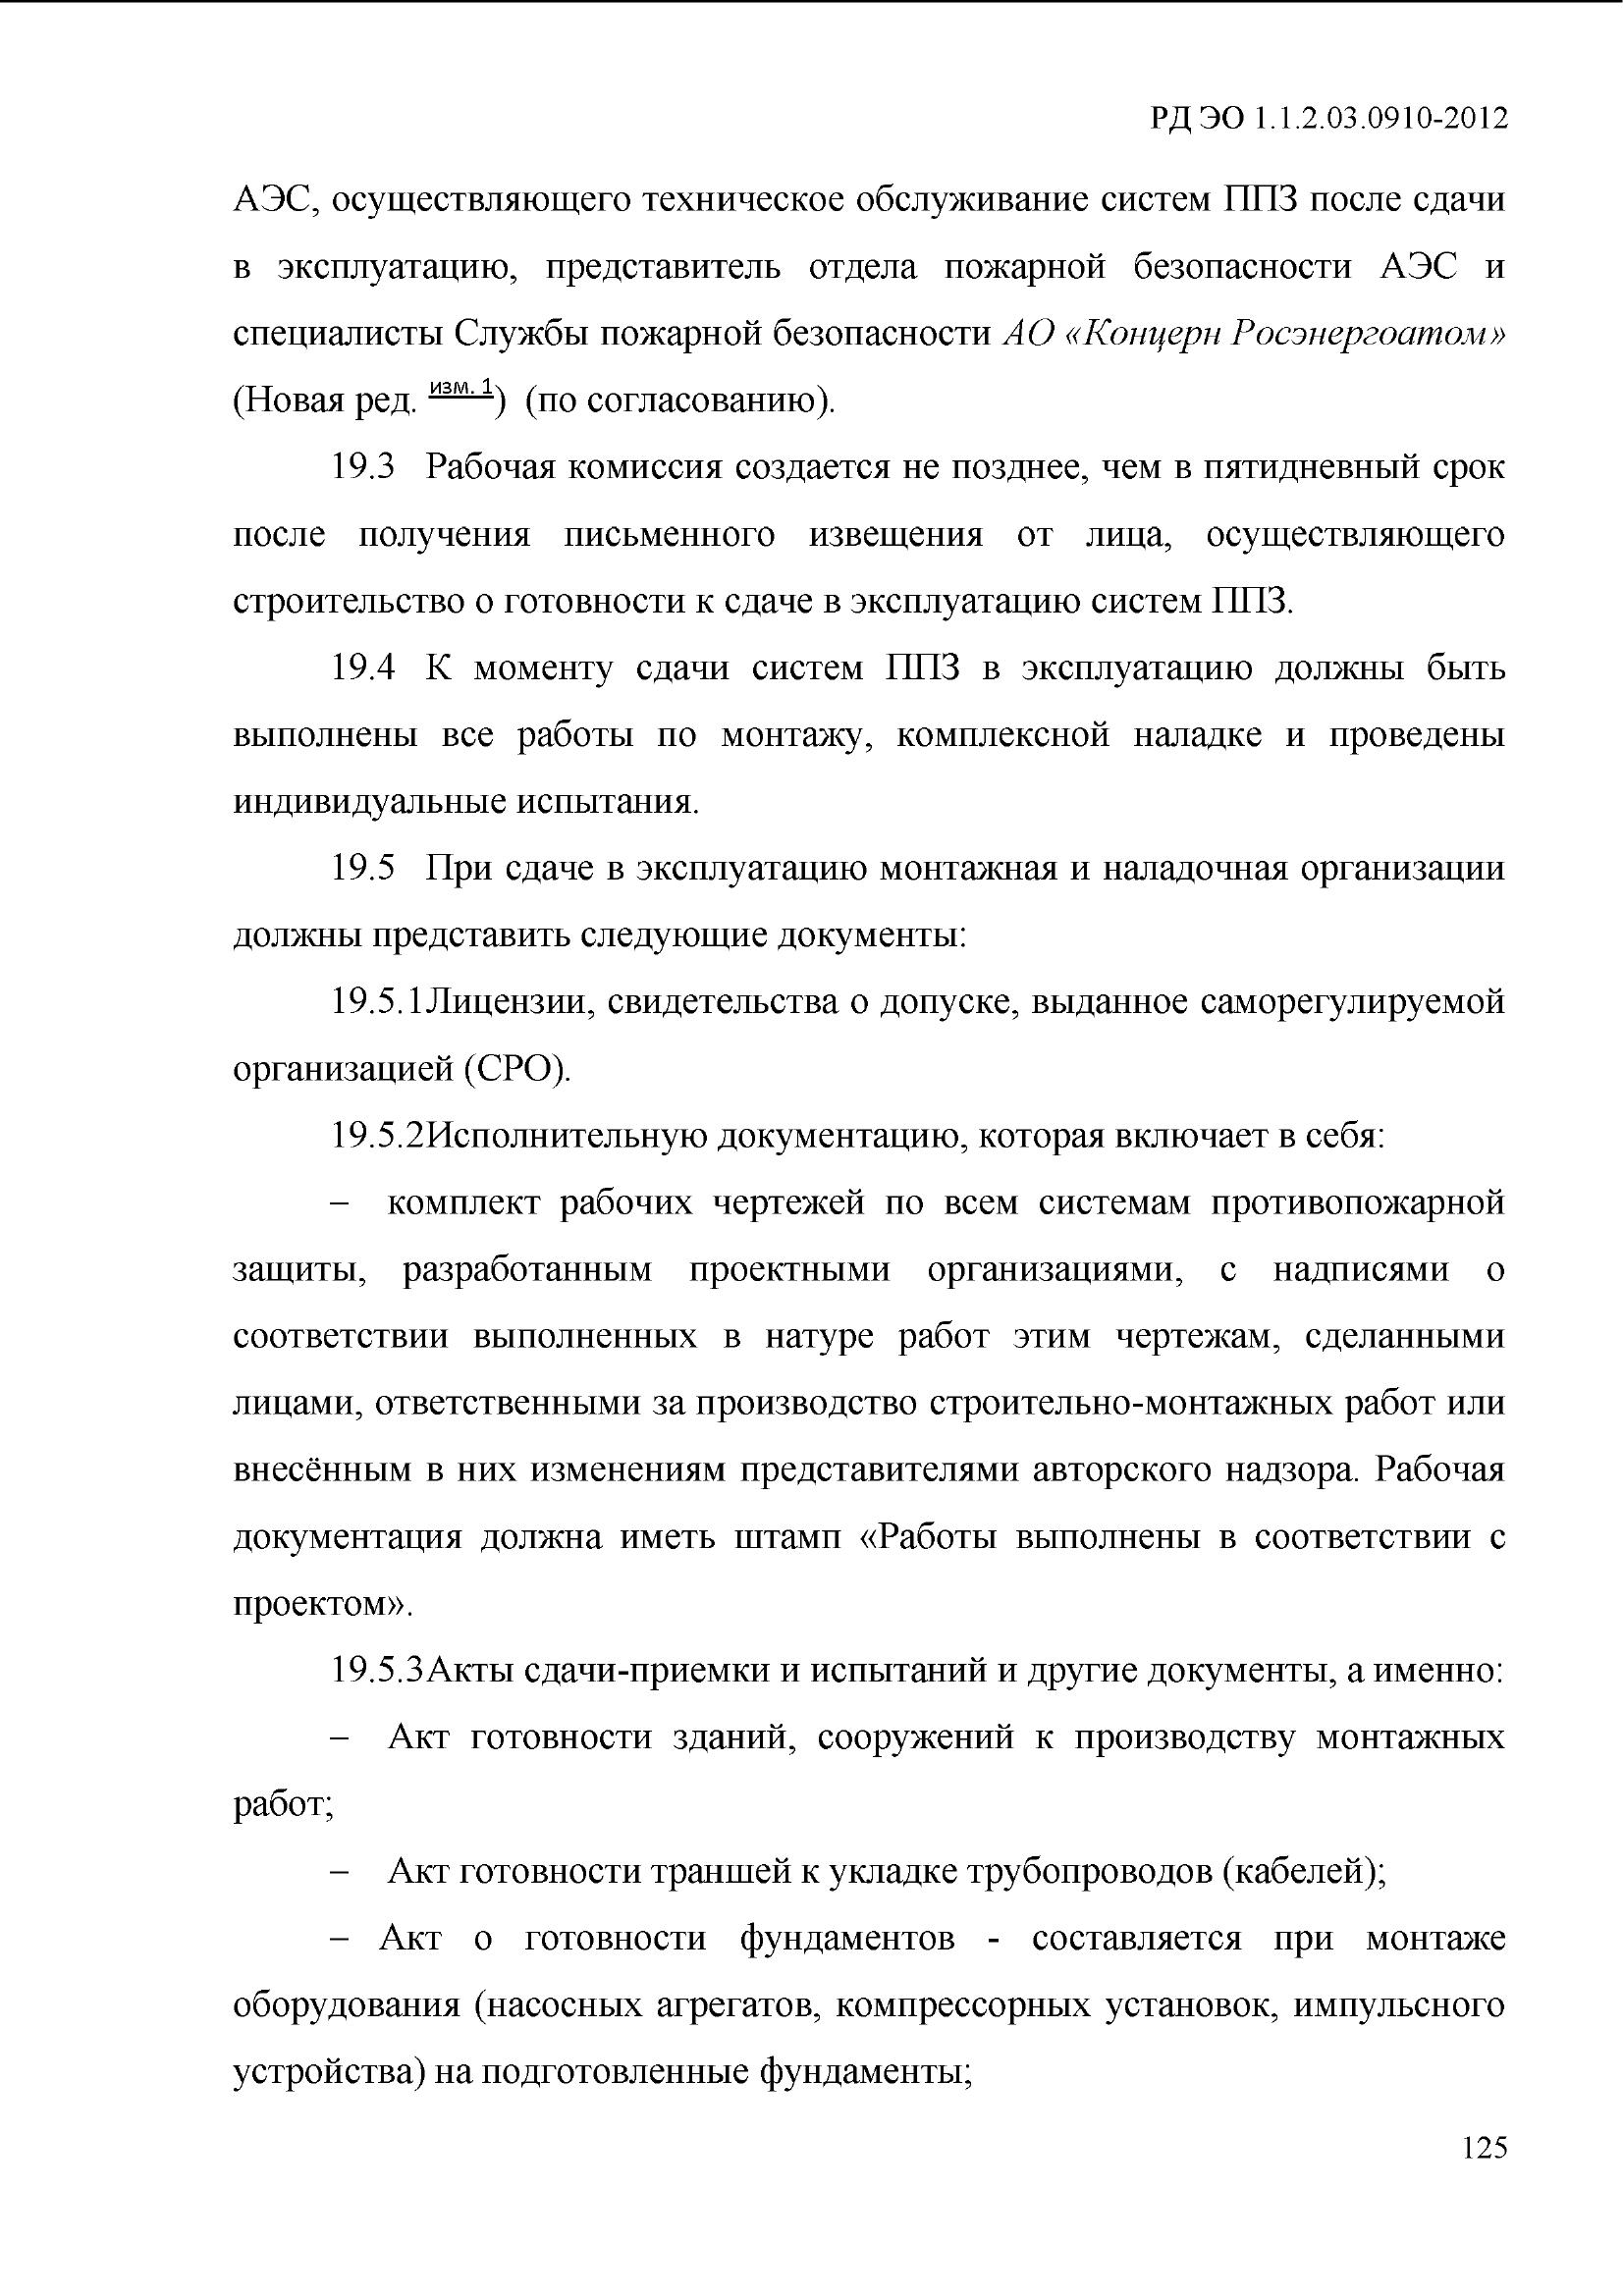 РД ЭО 1.1.2.03.0910-2012
АЭС, осуществляющего техническое обслуживание систем ППЗ после сдачи
в эксплуатацию, представитель отдела пожарной безопасности АЭС и
специалисты Службы пожарной безопасности АО «Концерн Росэнергоатом»
(Новая ред. изм. 1) (по согласованию).
19.3 Рабочая комиссия создается не позднее, чем в пятидневный срок
после получения письменного извещения от лица, осуществляющего
строительство о готовности к сдаче в эксплуатацию систем ППЗ.
19.4 К моменту сдачи систем ППЗ в эксплуатацию должны быть
выполнены все работы по монтажу, комплексной наладке и проведены
индивидуальные испытания.
19.5 При сдаче в эксплуатацию монтажная и наладочная организации
должны представить следующие документы:
19.5.1Лицензии, свидетельства о допуске, выданное саморегулируемой
организацией (СРО).
19.5.2Исполнительную документацию, которая включает в себя:
– комплект рабочих чертежей по всем системам противопожарной
защиты, разработанным проектными организациями, с надписями о
соответствии выполненных в натуре работ этим чертежам, сделанными
лицами, ответственными за производство строительно-монтажных работ или
внесённым в них изменениям представителями авторского надзора. Рабочая
документация должна иметь штамп «Работы выполнены в соответствии с
проектом».
19.5.3Акты сдачи-приемки и испытаний и другие документы, а именно:
– Акт готовности зданий, сооружений к производству монтажных
работ;
– Акт готовности траншей к укладке трубопроводов (кабелей);
– Акт о готовности фундаментов - составляется при монтаже
оборудования (насосных агрегатов, компрессорных установок, импульсного
устройства) на подготовленные фундаменты;
125